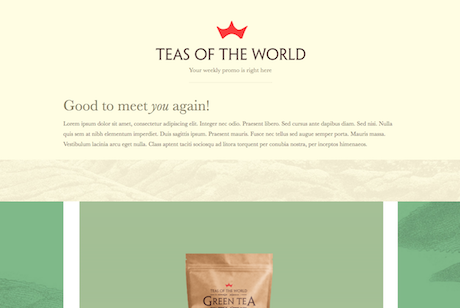 TEAS OF THE WORLD
Your weekly promo is right here
Good to meet you again!
Lorem ipsum dolor sit amet, consectetur adipiscing elit. Integer nec odio. Praesent libero. Sed cursus ante dapibus diam. Sed nisi. Nulla
quis sem at nibh elementum imperdiet. Duis sagittis ipsum. Praesent mauris. Fusce nec tellus sed augue semper porta. Mauris massa.
Vestibulum lacinia arcu eget nulla. Class aptent taciti sociosqu ad litora torquent per conubia nostra, per inceptos himenaeos.
TEAS OF THE WORLD
GREEN TEA